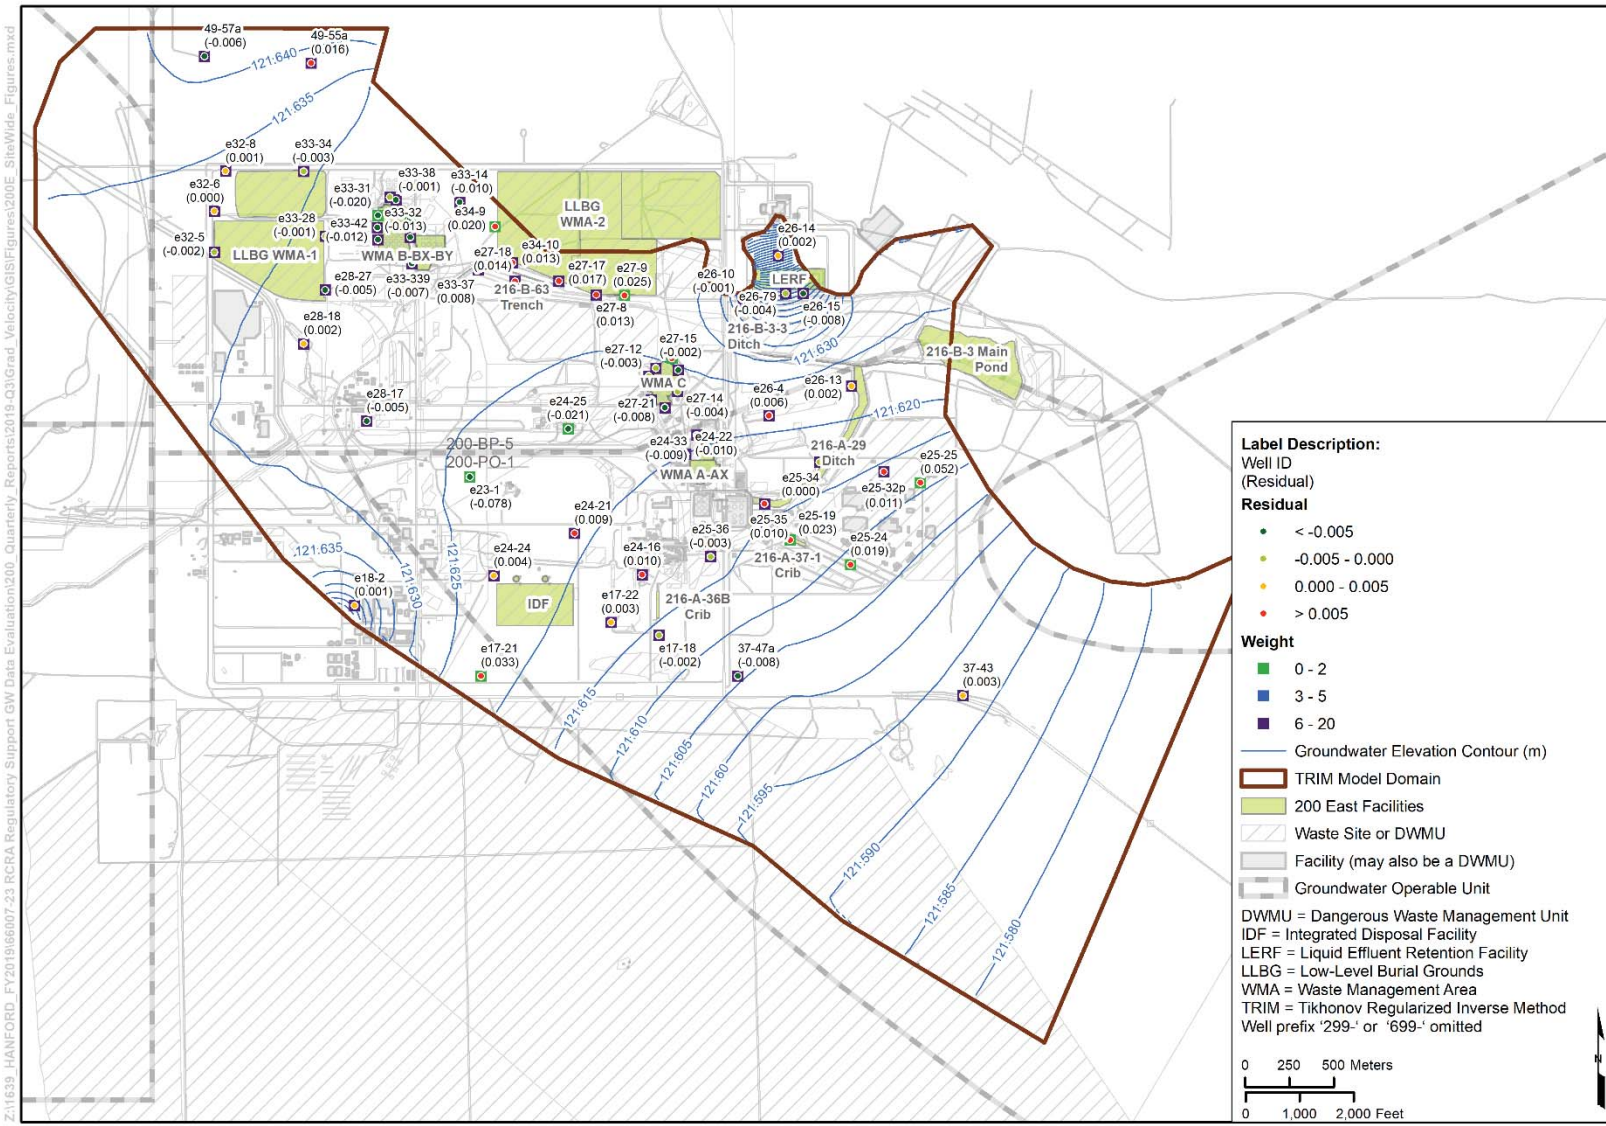 Z:\1639_HANFORD_FY2019\66007-23 RCRA Regulatory Support GW Data Evaluation\200_Quarterly_Reports\2019-Q3\Grad_Velocity\GIS\Figures\200E_SiteWide_Figures.mxd
49-57a
(-0.006)
49-55a
(0.016)
121.640
121.635
e32-8
(0.001)
e33-34
(-0.003)
e33-38
(-0.001)
e33-14
(-0.010)
e33-31
(-0.020)
e32-6
(0.000)
e33-28
(-0.001)
e33-42
(-0.012)
e33-32
(-0.013)
e34-9
(0.020)
LLBG
WMA-2
e26-14
(0.002)
e32-5
(-0.002)
LLBG WMA-1
WMA B-BX-BY
e27-18
(0.014)
e34-10
(0.013)
e27-17
(0.017)
e27-9
(0.025)
e26-10
(-0.001)
LERF
e28-27
(-0.005)
e33-339
(-0.007)
e33-37
(0.008)
216-B-63
Trench
e27-8
(0.013)
e26-79
(-0.004)
e26-15
(-0.008)
e28-18
(0.002)
216-B-3-3
Ditch
121.630
216-B-3 Main
Pond
e27-12
(-0.003)
e27-15
(-0.002)
WMA C
e26-4
(0.006)
e26-13
(0.002)
e28-17
(-0.005)
e24-25
(-0.021)
e27-21
(-0.008)
e27-14
(-0.004)
121.620
200-BP-5
200-PO-1
e24-33
(-0.009)
e24-22
(-0.010)
216-A-29
Ditch
WMA A-AX
e25-25
(0.052)
e23-1
(-0.078)
e25-34
(0.000)
e25-32p
(0.011)
e24-21
(0.009)
e25-36
(-0.003)
e25-35
(0.010)
e25-19
(0.023)
e25-24
(0.019)
121.635
e24-24
(0.004)
e24-16
(0.010)
216-A-37-1
Crib
e18-2
(0.001)
121.630
121.625
IDF
e17-22
(0.003)
216-A-36B
Crib
e17-21
(0.033)
e17-18
(-0.002)
37-47a
(-0.008)
37-43
(0.003)
121.615
121.610
121.605
121.60
121.595
121.590
121.585
121.580
Label Description:
Well ID
(Residual)
Residual
< -0.005
-0.005 - 0.000
0.000 - 0.005
> 0.005
Weight
0 - 2
3 - 5
6 - 20
Groundwater Elevation Contour (m)
TRIM Model Domain
200 East Facilities
Waste Site or DWMU
Facility (may also be a DWMU)
Groundwater Operable Unit
DWMU = Dangerous Waste Management Unit
IDF = Integrated Disposal Facility
LERF = Liquid Effluent Retention Facility
LLBG = Low-Level Burial Grounds
WMA = Waste Management Area
TRIM = Tikhonov Regularized Inverse Method
Well prefix '299-' or '699-' omitted
0 250 500 Meters
0 1,000 2,000 Feet
N